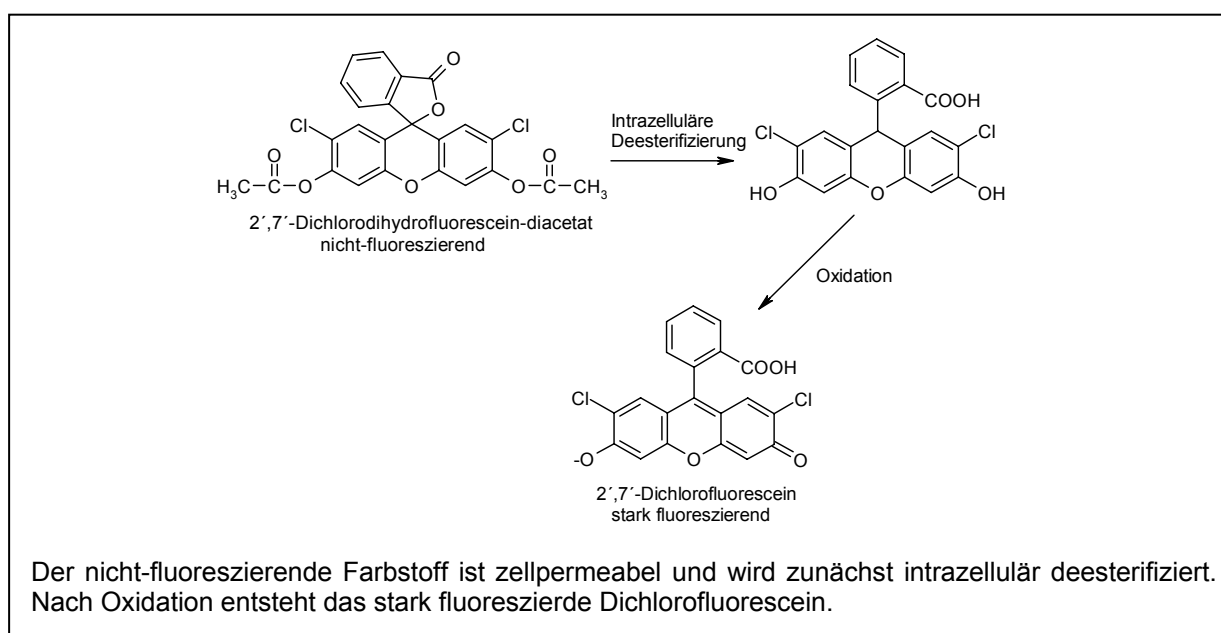 O
O
Cl
Cl
O
O
H₃C
O
O
O
CH₃
2´,7´-Dichlorodihydrofluorescein-diacetat
nicht-fluoreszierend
Intrazelluläre
Deesterifizierung
COOH
Cl
Cl
HO
O
OH
Oxidation
COOH
Cl
Cl
-O
O
O
2´,7´-Dichlorofluorescein
stark fluoreszierend
Der nicht-fluoreszierende Farbstoff ist zellpermeabel und wird zunächst intrazellulär deesterifiziert.
Nach Oxidation entsteht das stark fluoreszierde Dichlorofluorescein.